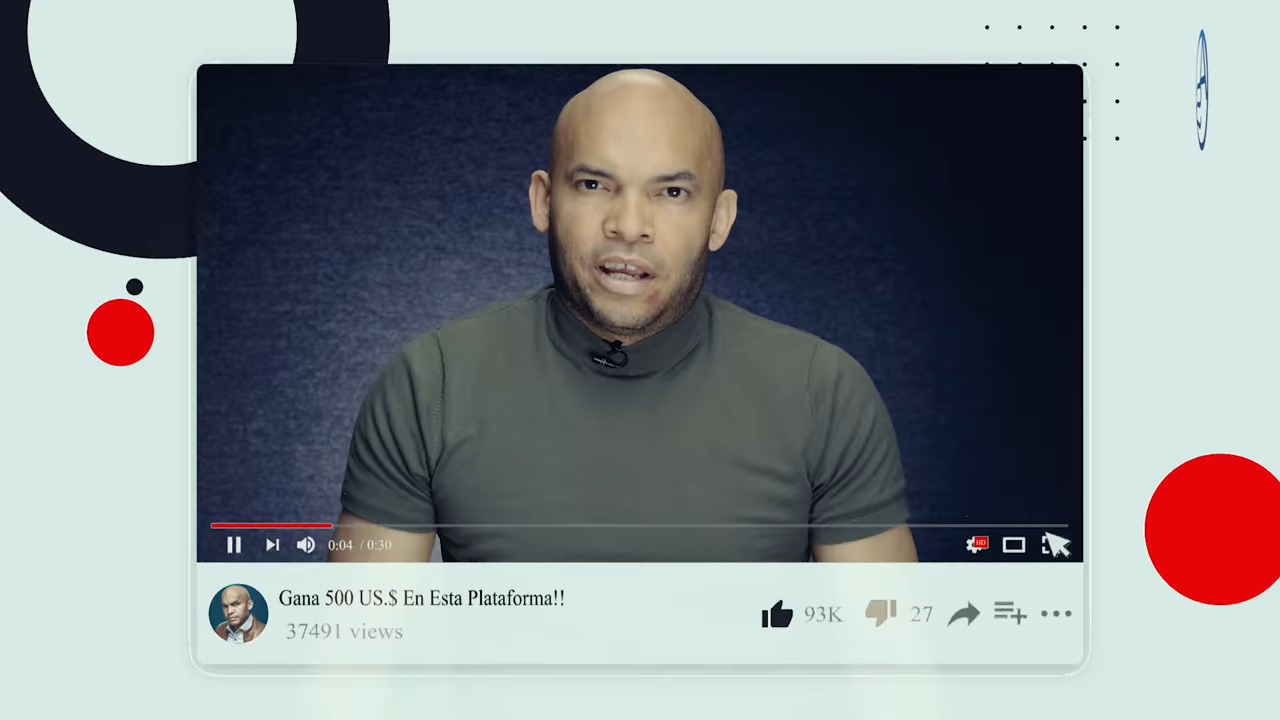 0:04 / 0:30
HD
Gana 500 US.$ En Esta Plataforma!!
37491 views
93K
27